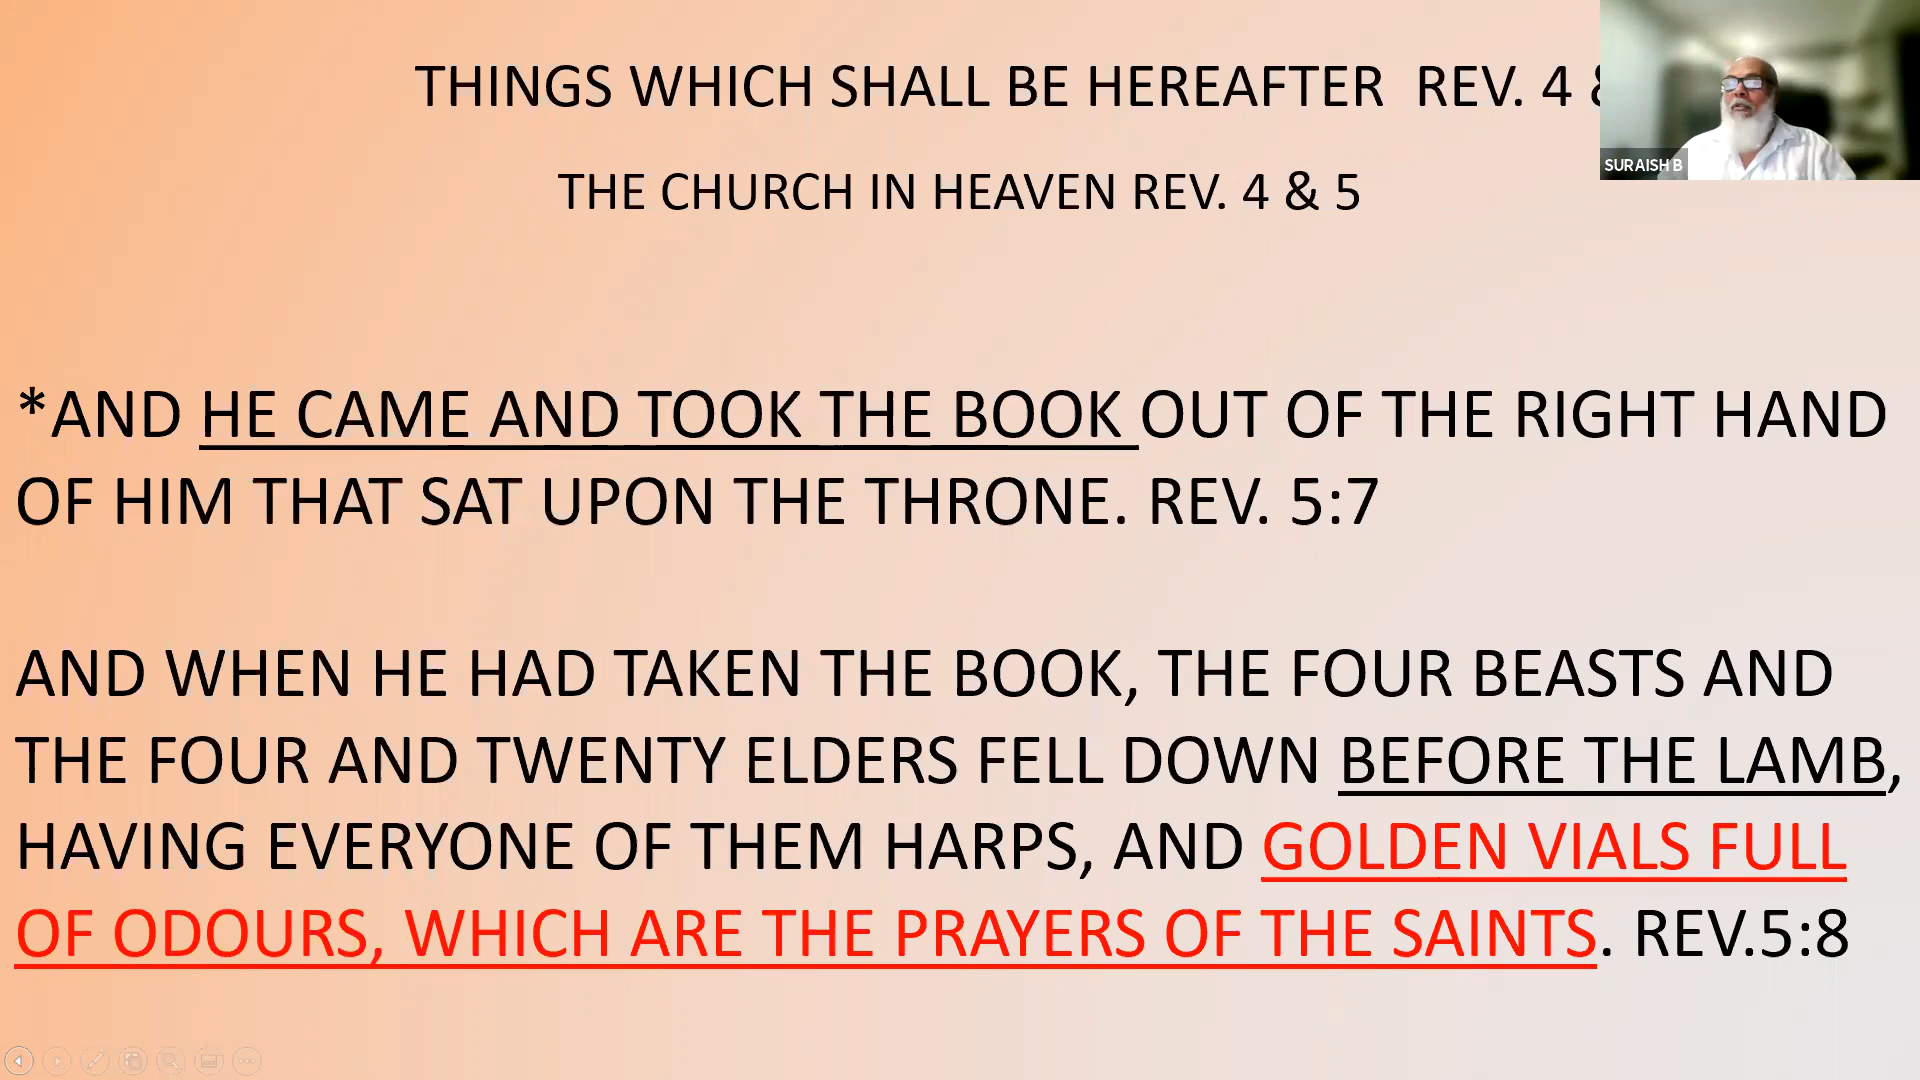 THINGS WHICH SHALL BE HEREAFTER REV. 4 &
SURAISH B
THE CHURCH IN HEAVEN REV. 4 & 5
*AND HE CAME AND TOOK THE BOOK OUT OF THE RIGHT HAND
OF HIM THAT SAT UPON THE THRONE. REV. 5:7
AND WHEN HE HAD TAKEN THE BOOK, THE FOUR BEASTS AND
THE FOUR AND TWENTY ELDERS FELL DOWN BEFORE THE LAMB,
HAVING EVERYONE OF THEM HARPS, AND GOLDEN VIALS FULL
OF ODOURS, WHICH ARE THE PRAYERS OF THE SAINTS. REV.5:8